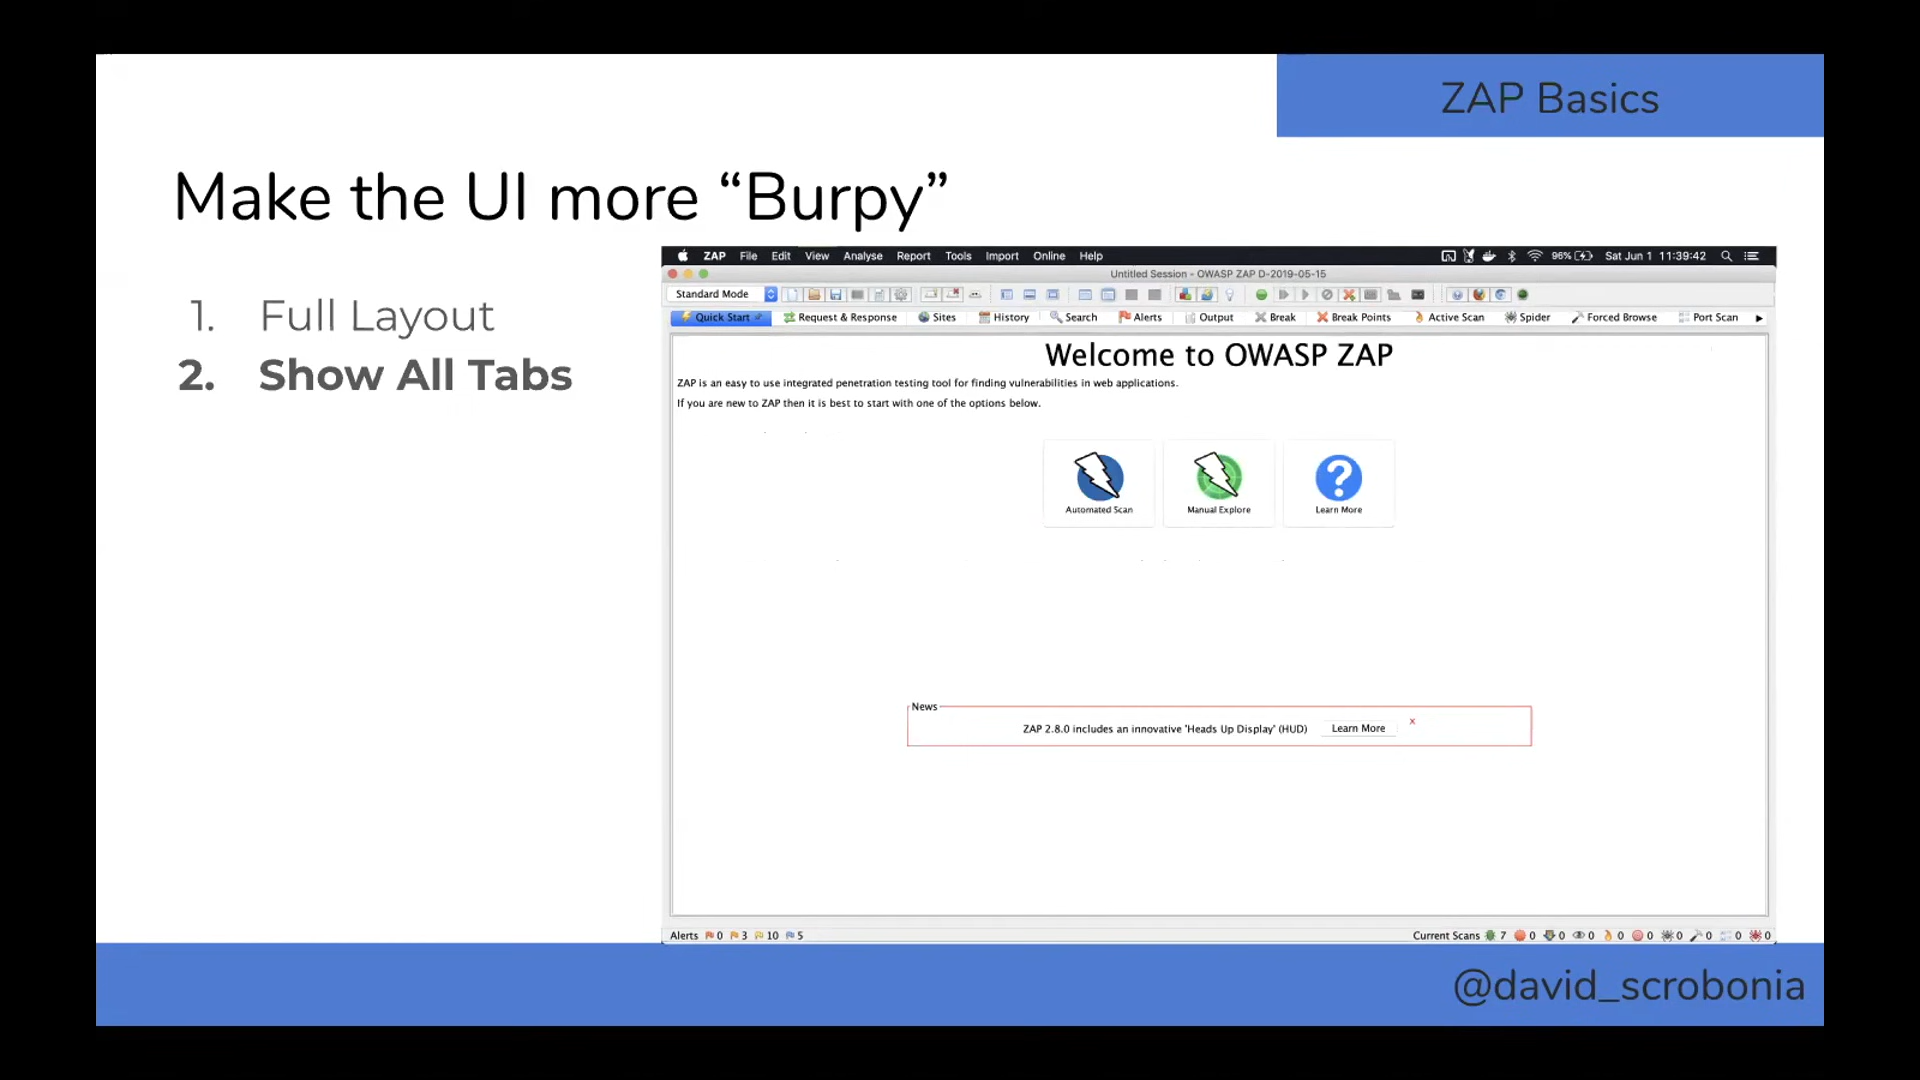 ZAP Basics
Make the UI more “Burpy”
1. Full Layout
2. Show All Tabs
ZAP File Edit View Analyse Report Tools Import Online Help 96% Sat Jun 1 11:39:42
Untitled Session - OWASP ZAP D-2019-05-15
Standard Mode
Quick Start Request & Response Sites History Search Alerts Output Break Break Points Active Scan Spider Forced Browse Port Scan
Welcome to OWASP ZAP
ZAP is an easy to use integrated penetration testing tool for finding vulnerabilities in web applications.
If you are new to ZAP then it is best to start with one of the options below.
Automated Scan Manual Explore Learn More
News
ZAP 2.8.0 includes an innovative 'Heads Up Display' (HUD) Learn More x
Alerts 0 3 10 5 Current Scans 7 0 0 0 0 0 0 0 0 0
@david_scrobonia